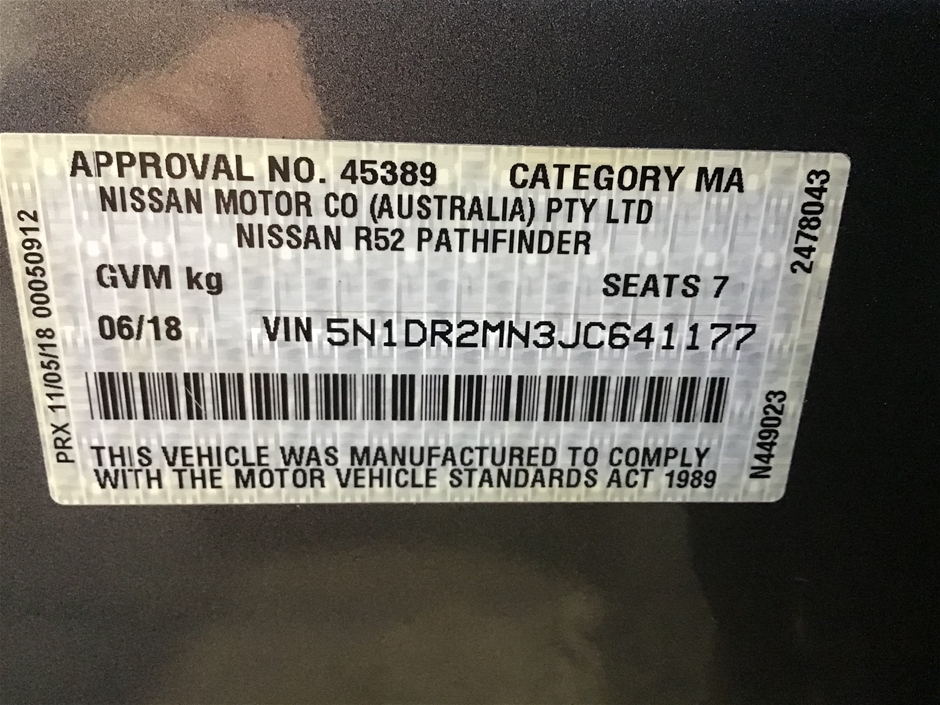 APPROVAL NO. 45389 CATEGORY MA
NISSAN MOTOR CO (AUSTRALIA) PTY LTD
NISSAN R52 PATHFINDER
GVM kg SEATS 7
06/18 VIN 5N1DR2MN3JC641177
THIS VEHICLE WAS MANUFACTURED TO COMPLY
WITH THE MOTOR VEHICLE STANDARDS ACT 1989
PRX 11/05/18 00050912
2478043
N449023